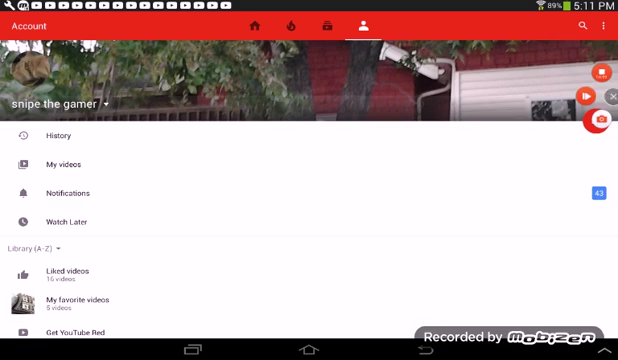 89% 5:11 PM
Account
snipe the gamer
History
My videos
Notifications
43
Watch Later
Library (A-Z)
Liked videos
16 videos
My favorite videos
5 videos
Get YouTube Red
Recorded by mobizen